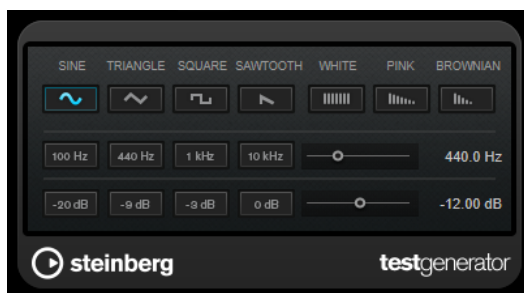 SINE TRIANGLE SQUARE SAWTOOTH WHITE PINK BROWNIAN
100 Hz 440 Hz 1 kHz 10 kHz 440.0 Hz
-20 dB -9 dB -3 dB 0 dB -12.00 dB
steinberg testgenerator